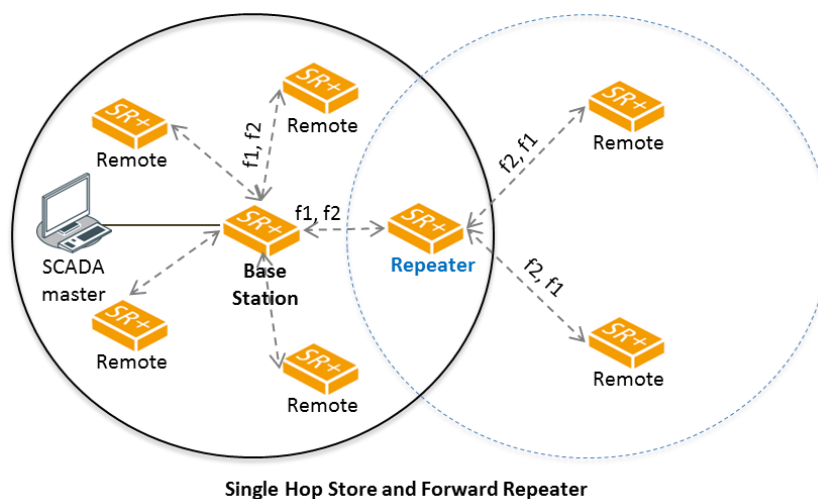 SR+
Remote
SR+
Remote
f1, f2
SR+
Remote
f2, f1
SCADA
master
SR+
Base
Station
f1, f2
SR+
Repeater
f2, f1
SR+
Remote
SR+
Remote
SR+
Remote
Single Hop Store and Forward Repeater